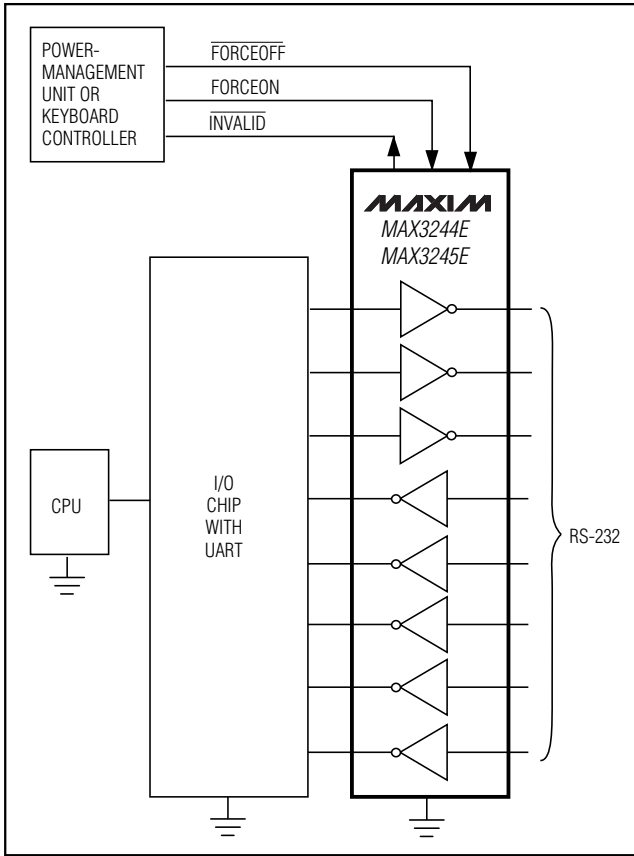 POWER-
MANAGEMENT
UNIT OR
KEYBOARD
CONTROLLER
FORCEOFF
FORCEON
INVALID
MAXIM
MAX3244E
MAX3245E
CPU
I/O
CHIP
WITH
UART
RS-232